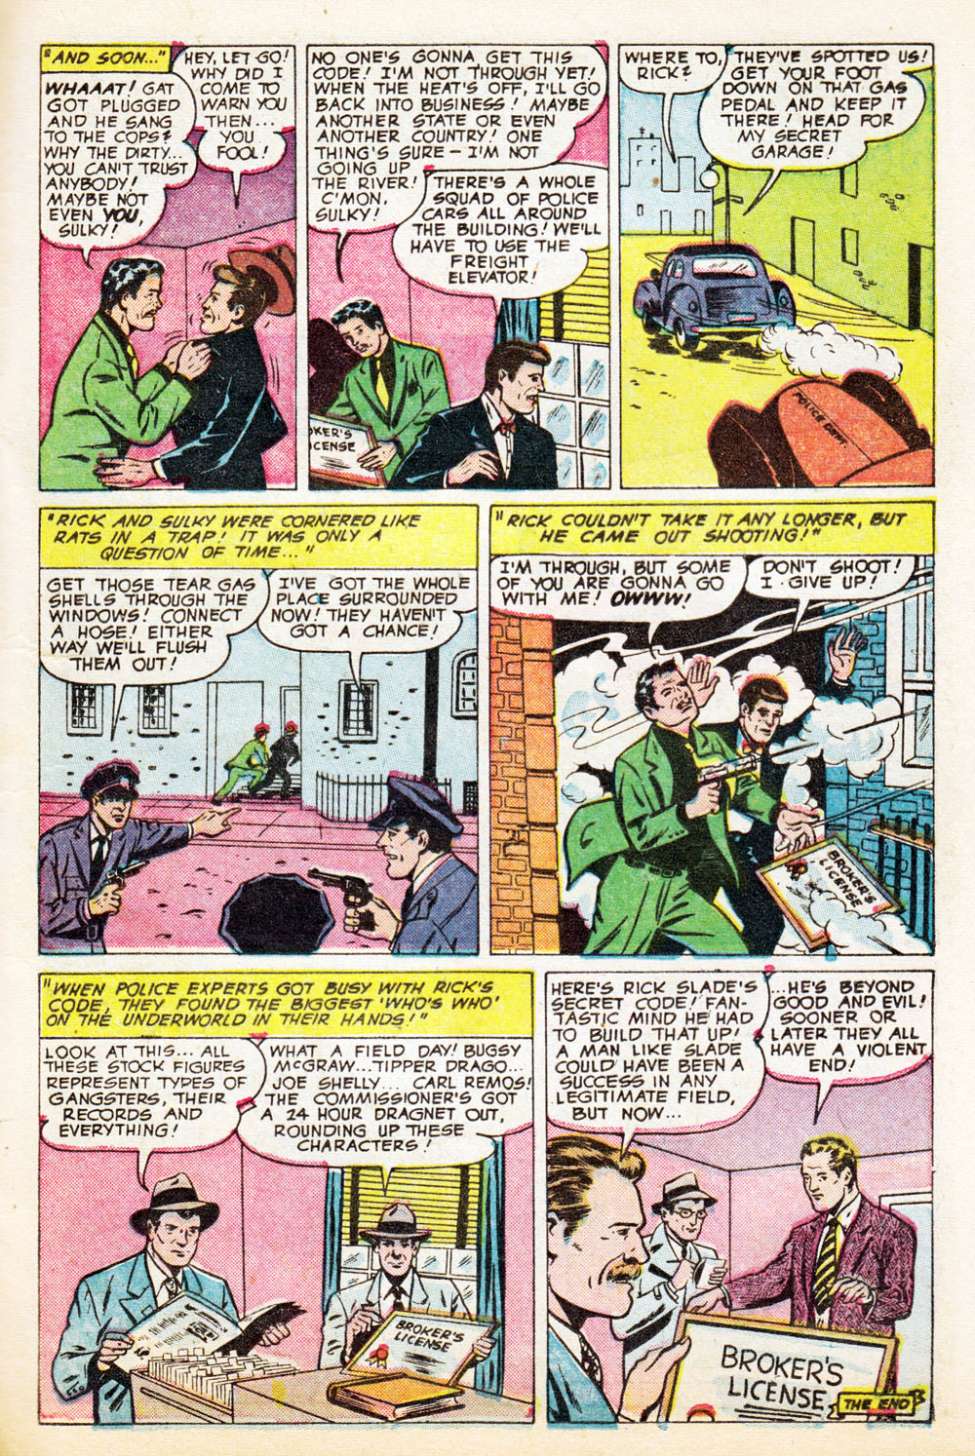 "AND SOON..."
WHAAAT! GAT
GOT PLUGGED
AND HE SANG
TO THE COPS?
WHY THE DIRTY...
YOU CAN'T TRUST
ANYBODY!
MAYBE NOT
EVEN YOU,
SULKY!
HEY, LET GO!
WHY DID I
COME TO
WARN YOU
THEN...
YOU
FOOL!
NO ONE'S GONNA GET THIS
CODE! I'M NOT THROUGH YET!
WHEN THE HEAT'S OFF, I'LL GO
BACK INTO BUSINESS! MAYBE
ANOTHER STATE OR EVEN
ANOTHER COUNTRY! ONE
THING'S SURE — I'M NOT
GOING UP
THE RIVER!
C'MON,
SULKY!
THERE'S A WHOLE
SQUAD OF POLICE
CARS ALL AROUND
THE BUILDING! WE'LL
HAVE TO USE THE
FREIGHT
ELEVATOR!
OKER'S
ICENSE
WHERE TO,
RICK?
THEY'VE SPOTTED US!
GET YOUR FOOT
DOWN ON THAT GAS
PEDAL AND KEEP IT
THERE! HEAD FOR
MY SECRET
GARAGE!
POLICE DEPT.
"RICK AND SULKY WERE CORNERED LIKE
RATS IN A TRAP! IT WAS ONLY A
QUESTION OF TIME..."
GET THOSE TEAR GAS
SHELLS THROUGH THE
WINDOWS! CONNECT
A HOSE! EITHER
WAY WE'LL FLUSH
THEM OUT!
I'VE GOT THE WHOLE
PLACE SURROUNDED
NOW! THEY HAVEN'T
GOT A CHANCE!
"RICK COULDN'T TAKE IT ANY LONGER, BUT
HE CAME OUT SHOOTING!"
I'M THROUGH, BUT SOME
OF YOU ARE GONNA GO
WITH ME! OWWW!
DON'T SHOOT!
I GIVE UP!
BROKER'S
LICENSE
"WHEN POLICE EXPERTS GOT BUSY WITH RICK'S
CODE, THEY FOUND THE BIGGEST 'WHO'S WHO'
ON THE UNDERWORLD IN THEIR HANDS!"
LOOK AT THIS... ALL
THESE STOCK FIGURES
REPRESENT TYPES OF
GANGSTERS, THEIR
RECORDS AND
EVERYTHING!
WHAT A FIELD DAY! BUGSY
McGRAW... TIPPER DRAGO...
JOE SHELLY... CARL REMOS!
THE COMMISSIONER'S GOT
A 24 HOUR DRAGNET OUT,
ROUNDING UP THESE
CHARACTERS!
BROKER'S
LICENSE
HERE'S RICK SLADE'S
SECRET CODE! FAN-
TASTIC MIND HE HAD
TO BUILD THAT UP!
A MAN LIKE SLADE
COULD HAVE BEEN A
SUCCESS IN ANY
LEGITIMATE FIELD,
BUT NOW...
...HE'S BEYOND
GOOD AND EVIL!
SOONER OR
LATER THEY ALL
HAVE A VIOLENT
END!
BROKER'S
LICENSE
THE END